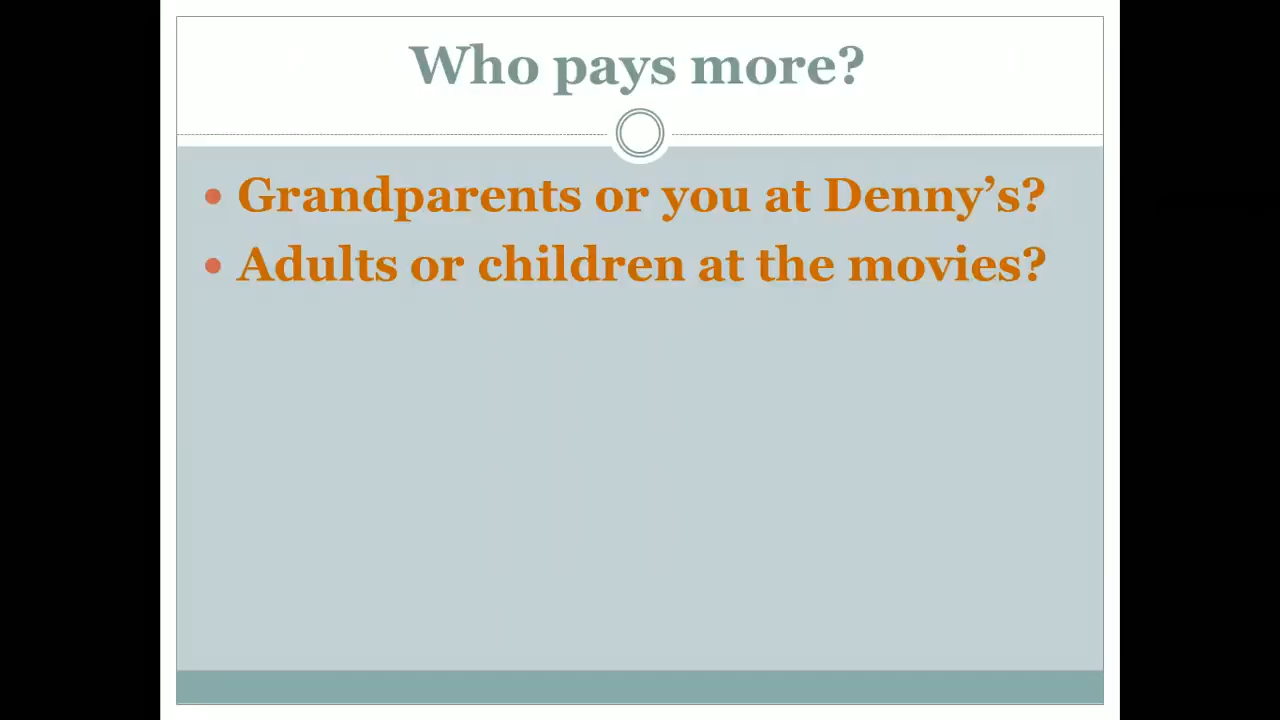 Who pays more?
Grandparents or you at Denny’s?
Adults or children at the movies?